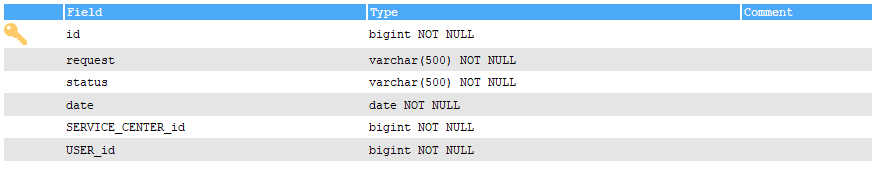 Field Type Comment
id bigint NOT NULL
request varchar(500) NOT NULL
status varchar(500) NOT NULL
date date NOT NULL
SERVICE_CENTER_id bigint NOT NULL
USER_id bigint NOT NULL